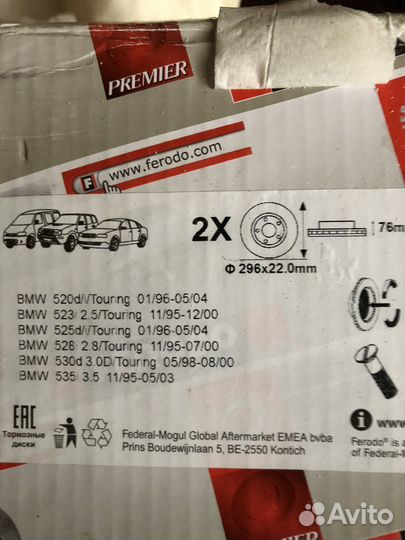 PREMIER
www.ferodo.com
2X
76m
Φ 296x22.0mm
BMW 520d/i/Touring 01/96-05/04
BMW 523i 2.5/Touring 11/95-12/00
BMW 525d/i/Touring 01/96-05/04
BMW 528i 2.8/Touring 11/95-07/00
BMW 530d 3.0D/Touring 05/98-08/00
BMW 535i 3.5 11/95-05/03
EAC
Тормозные
диски
Federal-Mogul Global Aftermarket EMEA bvba
Prins Boudewijnlaan 5, BE-2550 Kontich
i www.
Ferodo® is a
of Federal-M
Avito